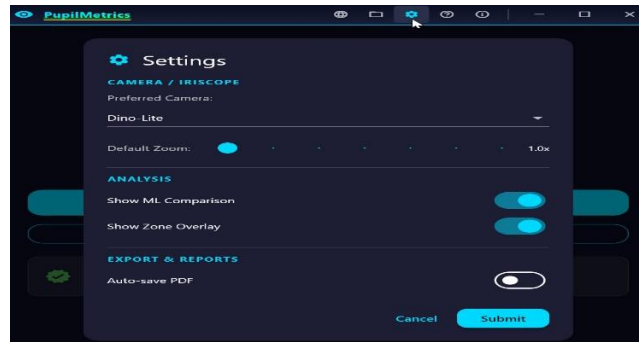 PupilMetrics
Settings
CAMERA / IRISCOPE
Preferred Camera:
Dino-Lite
Default Zoom: 1.0x
ANALYSIS
Show ML Comparison
Show Zone Overlay
EXPORT & REPORTS
Auto-save PDF
Cancel Submit